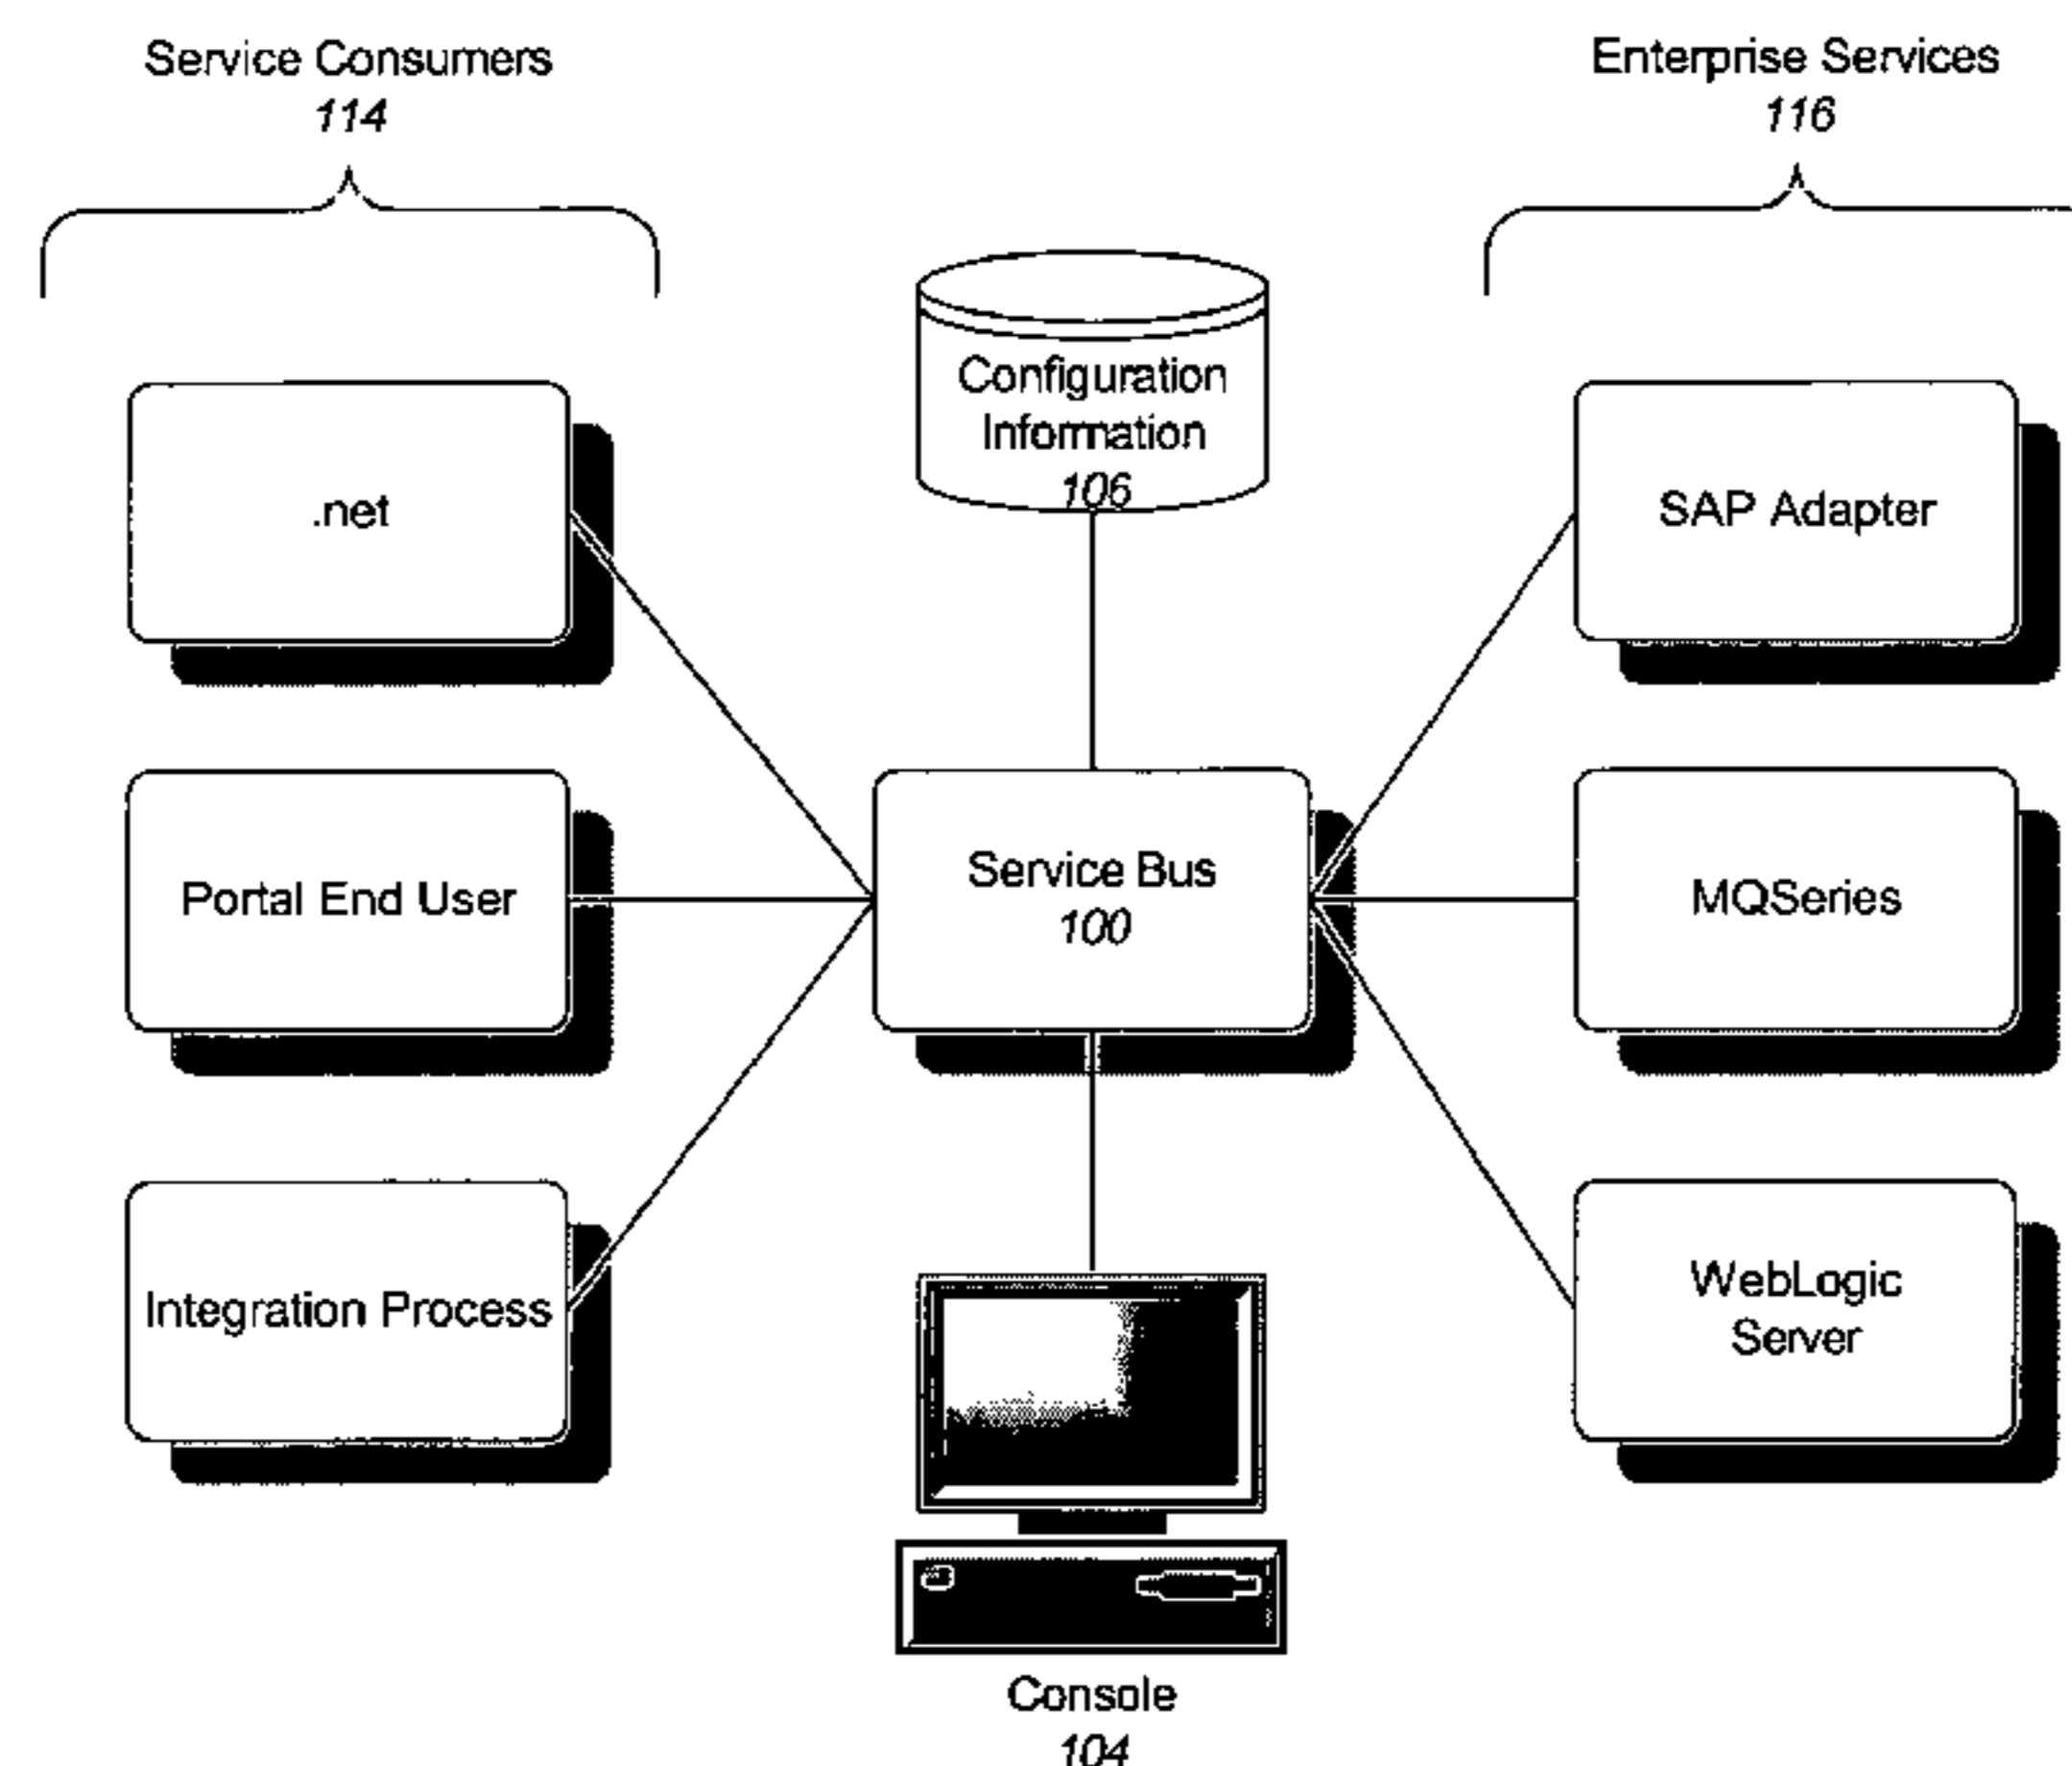 Service Consumers
114
Enterprise Services
116
Configuration
Information
106
.net
SAP Adapter
Portal End User
Service Bus
100
MQSeries
Integration Process
WebLogic
Server
Console
104